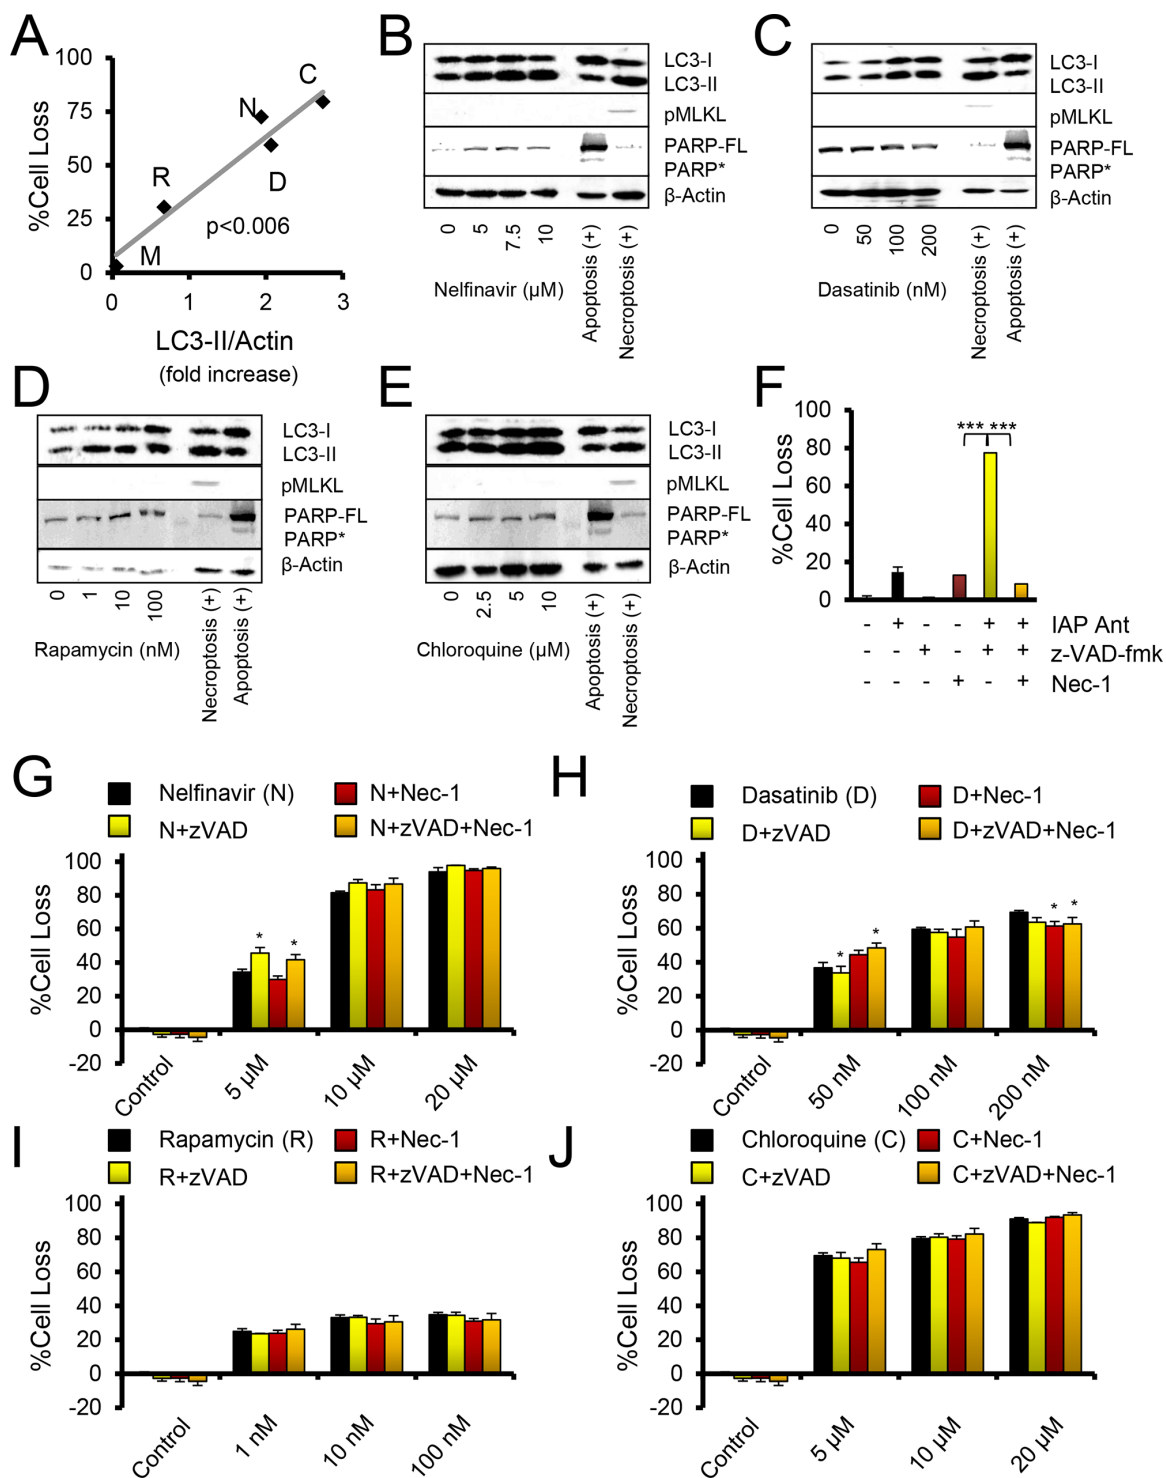 A
%Cell Loss
100
75
50
25
0
0
1
2
3
M
R
N
D
C
p<0.006
LC3-II/Actin
(fold increase)
B
LC3-I
LC3-II
pMLKL
PARP-FL
PARP*
β-Actin
0
5
7.5
10
Apoptosis (+)
Necroptosis (+)
Nelfinavir (µM)
C
LC3-I
LC3-II
pMLKL
PARP-FL
PARP*
β-Actin
0
50
100
200
Necroptosis (+)
Apoptosis (+)
Dasatinib (nM)
D
LC3-I
LC3-II
pMLKL
PARP-FL
PARP*
β-Actin
0
1
10
100
Necroptosis (+)
Apoptosis (+)
Rapamycin (nM)
E
LC3-I
LC3-II
pMLKL
PARP-FL
PARP*
β-Actin
0
2.5
5
10
Apoptosis (+)
Necroptosis (+)
Chloroquine (µM)
F
%Cell Loss
100
80
60
40
20
0
*** ***
- + - - + + IAP Ant
- - + - + + z-VAD-fmk
- - - + - + Nec-1
G
Nelfinavir (N)
N+Nec-1
N+zVAD
N+zVAD+Nec-1
%Cell Loss
100
80
60
40
20
0
-20
* *
Control
5 µM
10 µM
20 µM
H
Dasatinib (D)
D+Nec-1
D+zVAD
D+zVAD+Nec-1
%Cell Loss
100
80
60
40
20
0
-20
* *
* *
Control
50 nM
100 nM
200 nM
I
Rapamycin (R)
R+Nec-1
R+zVAD
R+zVAD+Nec-1
%Cell Loss
100
80
60
40
20
0
-20
Control
1 nM
10 nM
100 nM
J
Chloroquine (C)
C+Nec-1
C+zVAD
C+zVAD+Nec-1
%Cell Loss
100
80
60
40
20
0
-20
Control
5 µM
10 µM
20 µM